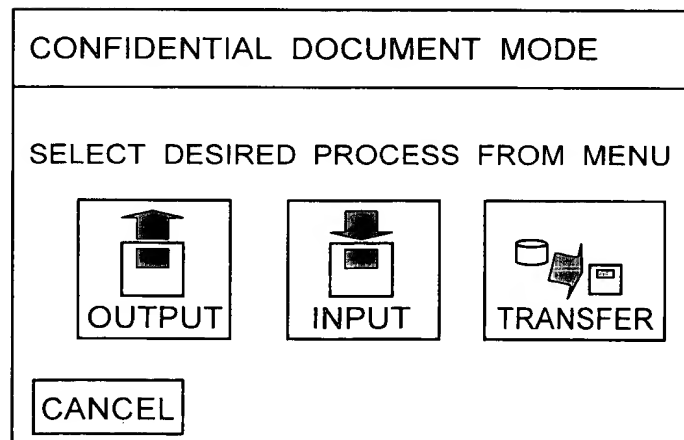 CONFIDENTIAL DOCUMENT MODE
SELECT DESIRED PROCESS FROM MENU
OUTPUT
INPUT
TRANSFER
CANCEL